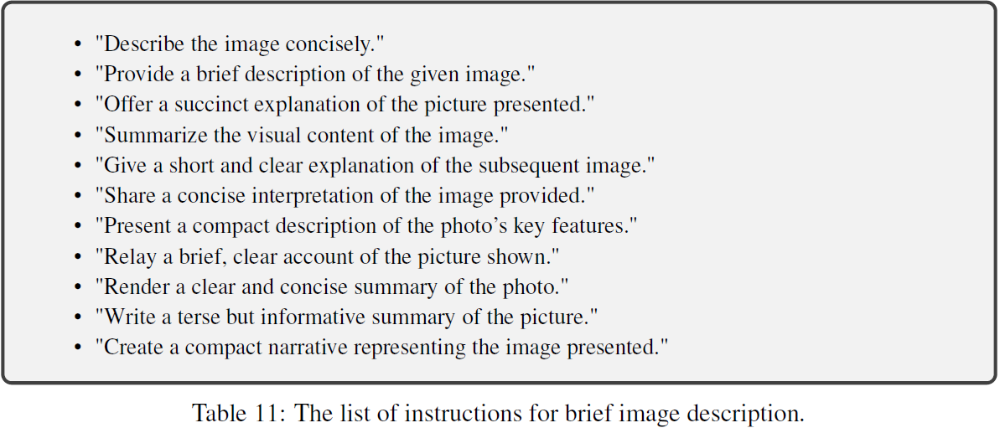 • "Describe the image concisely."
• "Provide a brief description of the given image."
• "Offer a succinct explanation of the picture presented."
• "Summarize the visual content of the image."
• "Give a short and clear explanation of the subsequent image."
• "Share a concise interpretation of the image provided."
• "Present a compact description of the photo’s key features."
• "Relay a brief, clear account of the picture shown."
• "Render a clear and concise summary of the photo."
• "Write a terse but informative summary of the picture."
• "Create a compact narrative representing the image presented."
Table 11: The list of instructions for brief image description.